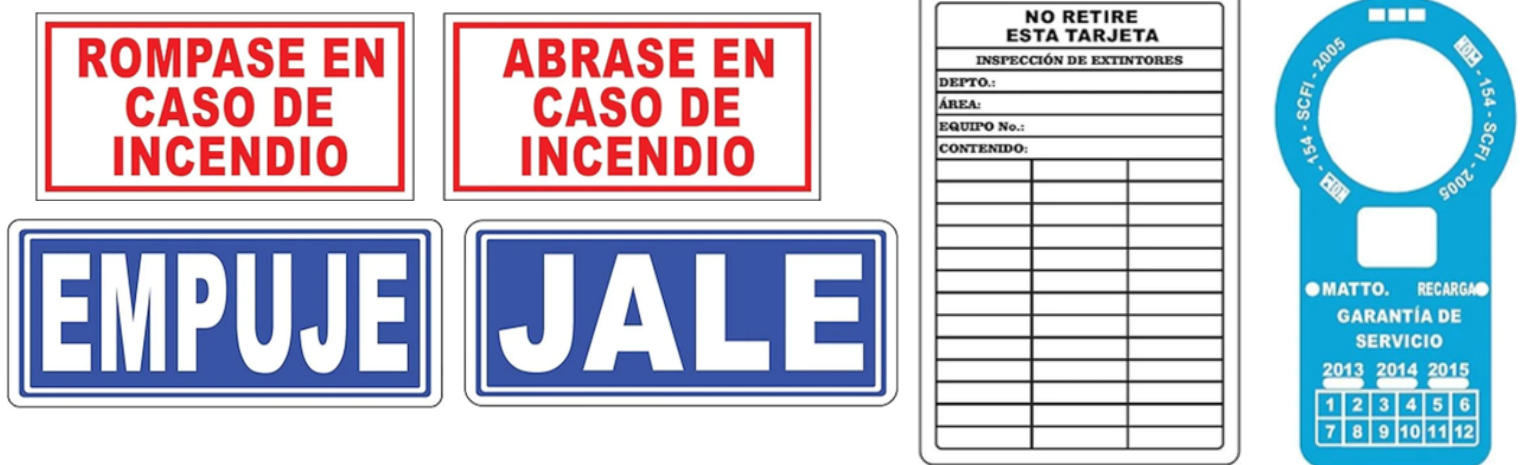 ROMPASE EN
CASO DE
INCENDIO
ABRASE EN
CASO DE
INCENDIO
EMPUJE
JALE
NO RETIRE
ESTA TARJETA
INSPECCIÓN DE EXTINTORES
DEPTO.:
ÁREA:
EQUIPO No.:
CONTENIDO:
NOM - 154 - SCFI - 2005
NOM - 154 - SCFI - 2005
MATTO. RECARGA
GARANTÍA DE
SERVICIO
2013 2014 2015
1 2 3 4 5 6
7 8 9 10 11 12